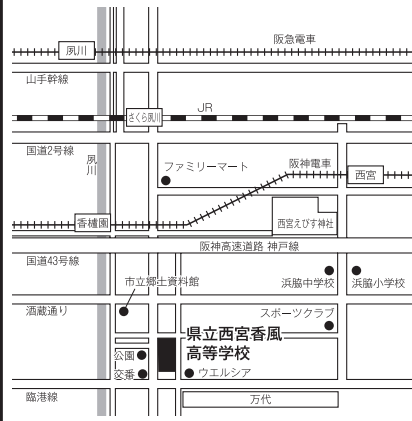 阪急電車
夙川
山手幹線
JR
さくら夙川
国道2号線
夙川
ファミリーマート
阪神電車
西宮
香櫨園
西宮えびす神社
阪神高速道路 神戸線
国道43号線
市立郷土資料館
浜脇中学校
浜脇小学校
酒蔵通り
スポーツクラブ
県立西宮香風
高等学校
公園
交番
ウエルシア
臨港線
万代